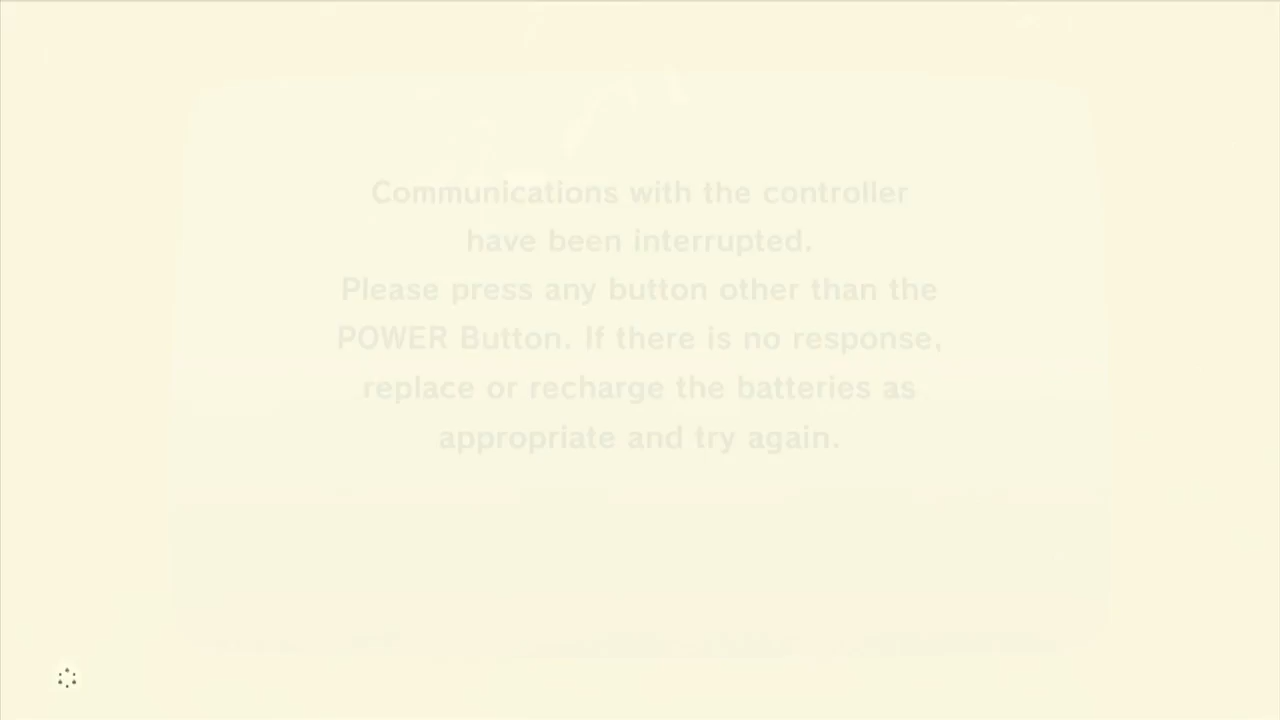 Communications with the controller
have been interrupted.
Please press any button other than the
POWER Button. If there is no response,
replace or recharge the batteries as
appropriate and try again.